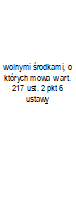 wolnymi środkami, o
których mowa w art.
217 ust. 2 pkt 6
ustawy